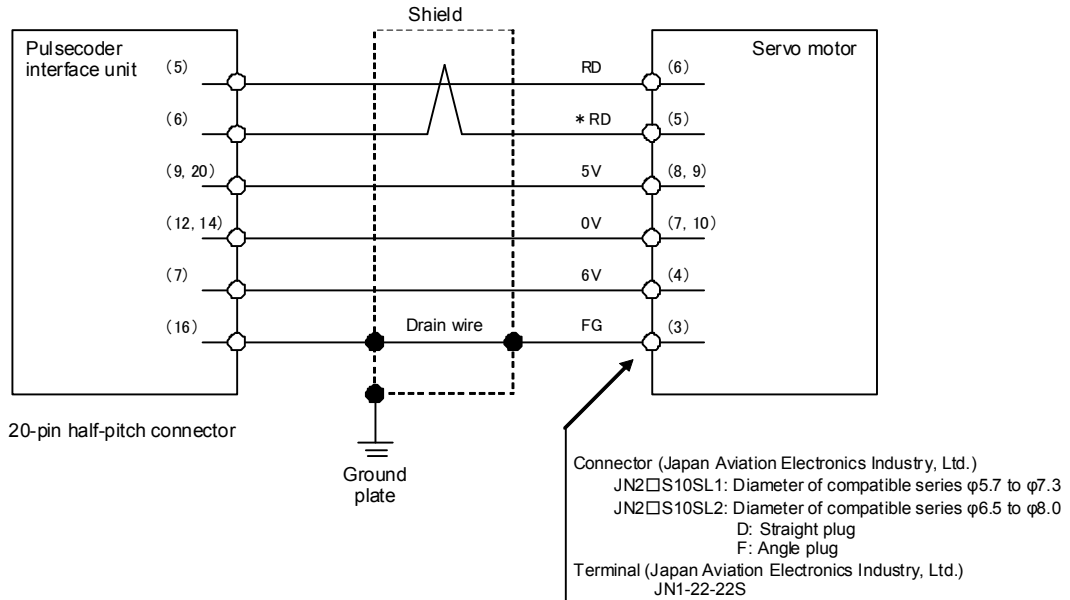 Shield
Pulsecoder
interface unit
Servo motor
(5) RD (6)
(6) *RD (5)
(9, 20) 5V (8, 9)
(12, 14) 0V (7, 10)
(7) 6V (4)
(16) Drain wire FG (3)
20-pin half-pitch connector
Ground
plate
Connector (Japan Aviation Electronics Industry, Ltd.)
JN2□S10SL1: Diameter of compatible series φ5.7 to φ7.3
JN2□S10SL2: Diameter of compatible series φ6.5 to φ8.0
D: Straight plug
F: Angle plug
Terminal (Japan Aviation Electronics Industry, Ltd.)
JN1-22-22S